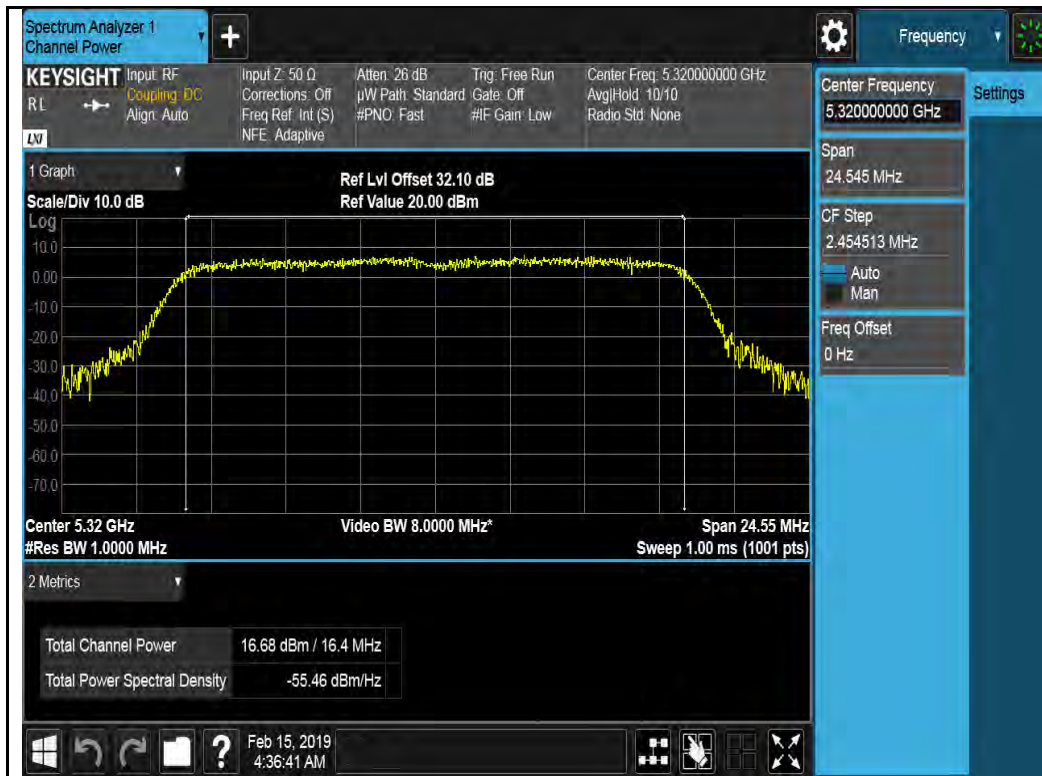 Spectrum Analyzer 1
Channel Power
Frequency
KEYSIGHT
RL
LXI
Input: RF
Coupling: DC
Align: Auto
Input Z: 50 Ω
Corrections: Off
Freq Ref: Int (S)
NFE: Adaptive
Atten: 26 dB
µW Path: Standard
#PNO: Fast
Trig: Free Run
Gate: Off
#IF Gain: Low
Center Freq: 5.320000000 GHz
Avg|Hold: 10/10
Radio Std: None
Center Frequency
5.320000000 GHz
Settings
Span
24.545 MHz
CF Step
2.454513 MHz
Auto
Man
Freq Offset
0 Hz
1 Graph
Scale/Div 10.0 dB
Ref Lvl Offset 32.10 dB
Ref Value 20.00 dBm
Log
10.0
0.00
-10.0
-20.0
-30.0
-40.0
-50.0
-60.0
-70.0
Center 5.32 GHz
#Res BW 1.0000 MHz
Video BW 8.0000 MHz*
Span 24.55 MHz
Sweep 1.00 ms (1001 pts)
2 Metrics
Total Channel Power 16.68 dBm / 16.4 MHz
Total Power Spectral Density -55.46 dBm/Hz
?
Feb 15, 2019
4:36:41 AM